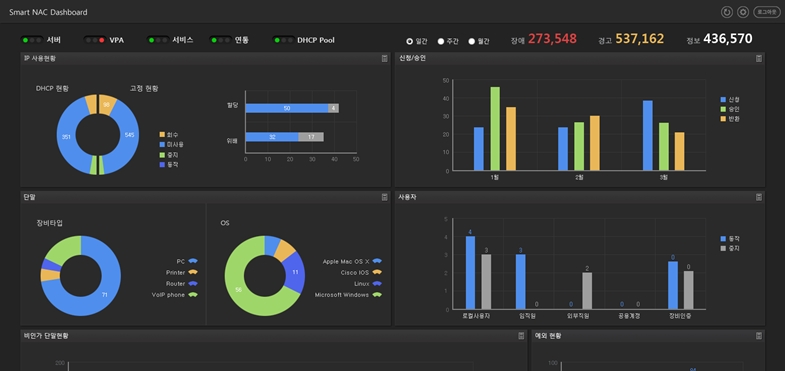 Smart NAC Dashboard
로그아웃
서버 VPA 서비스 연동 DHCP Pool
일간 주간 월간 장애 273,548 경고 537,162 정보 436,570
IP 사용현황
DHCP 현황 고정 현황
351
98
545
회수
미사용
중지
동작
할당
50 4
위배
32 17
0 10 20 30 40 50
신청/승인
50
40
30
20
10
0
1월 2월 3월
신청
승인
반환
단말
장비타입
71
PC
Printer
Router
VoIP phone
OS
11
56
Apple Mac OS X
Cisco IOS
Linux
Microsoft Windows
사용자
5
4
3
2
1
0
4 3 3 0 0 2 0 0 0 0
로컬사용자 임직원 외부직원 공용계정 장비인증
동작
중지
비인가 단말현황
200
예외 현황
100